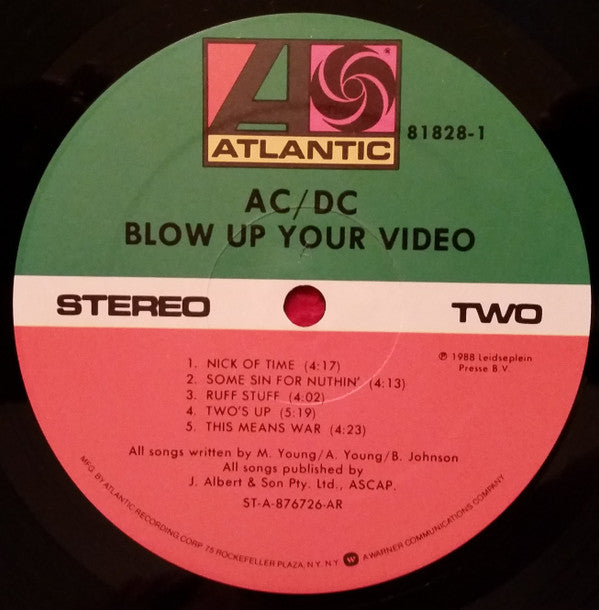 ATLANTIC ®
81828-1
AC/DC
BLOW UP YOUR VIDEO
STEREO
TWO
℗ 1988 Leidseplein
Presse B.V.
1. NICK OF TIME (4:17)
2. SOME SIN FOR NUTHIN' (4:13)
3. RUFF STUFF (4:02)
4. TWO'S UP (5:19)
5. THIS MEANS WAR (4:23)
All songs written by M. Young/A. Young/B. Johnson
All songs published by
J. Albert & Son Pty. Ltd., ASCAP.
ST-A-876726-AR
MFG. BY ATLANTIC RECORDING CORP. 75 ROCKEFELLER PLAZA, N.Y. N.Y. W A WARNER COMMUNICATIONS COMPANY